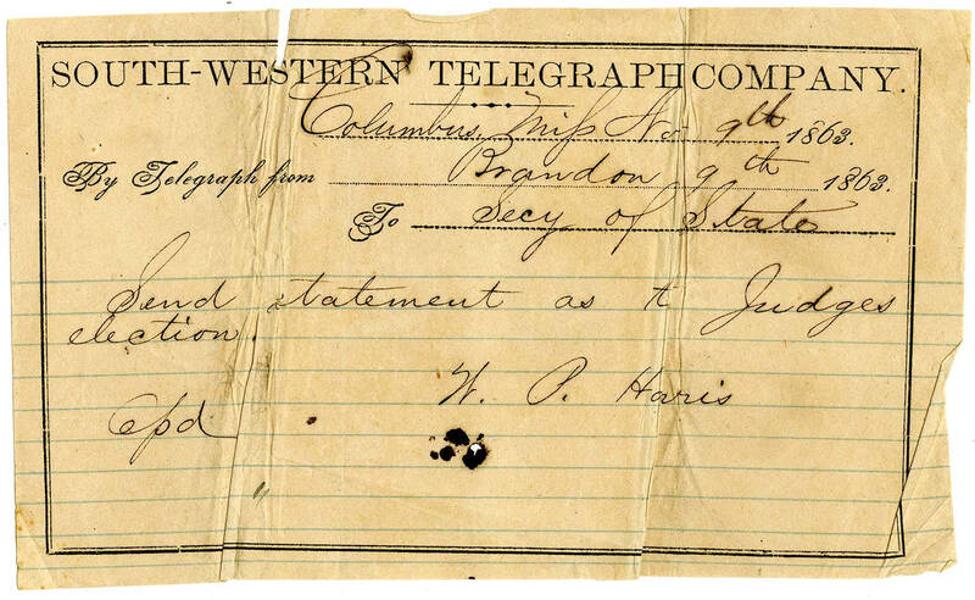 SOUTH-WESTERN TELEGRAPH COMPANY.
Columbus, Miss Nov 9th 1863.
By Telegraph from Brandon 9th 1863.
To Secy of State
Send statement as to Judges
election.
W. P. Harris